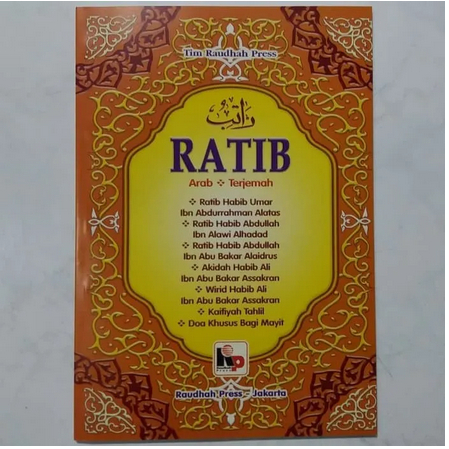 Tim Raudhah Press
راتب
RATIB
Arab ❖ Terjemah
❖ Ratib Habib Umar
Ibn Abdurrahman Alatas
❖ Ratib Habib Abdullah
Ibn Alawi Alhadad
❖ Ratib Habib Abdullah
Ibn Abu Bakar Alaidrus
❖ Akidah Habib Ali
Ibn Abu Bakar Assakran
❖ Wirid Habib Ali
Ibn Abu Bakar Assakran
❖ Kaifiyah Tahlil
❖ Doa Khusus Bagi Mayit
Raudhah Press - Jakarta